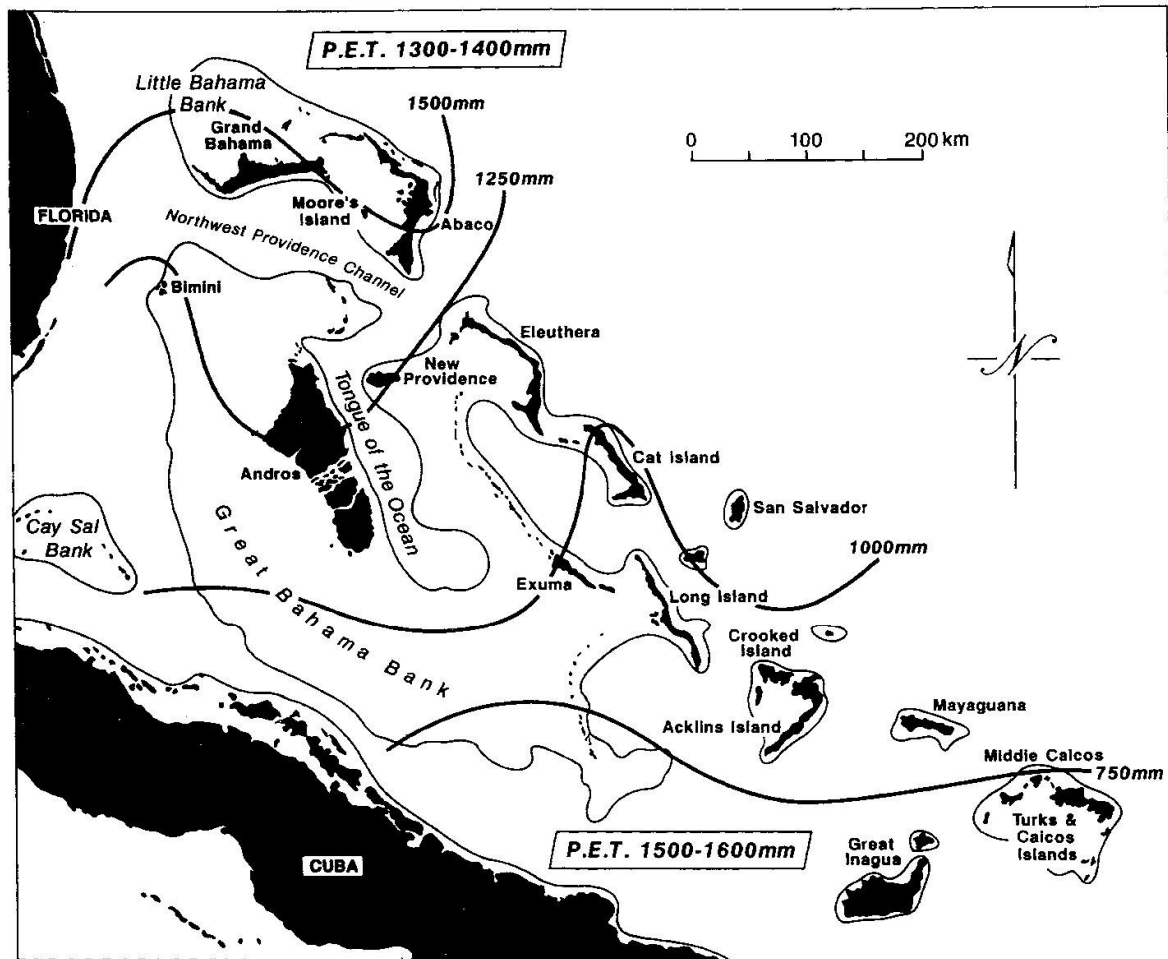 P.E.T. 1300-1400mm
Little Bahama
Bank
1500mm
Grand
Bahama
0 100 200 km
1250mm
FLORIDA
Moore's
Island
Abaco
Northwest Providence Channel
Bimini
Eleuthera
New
Providence
N
Tongue of the Ocean
Cat Island
Andros
San Salvador
Cay Sal
Bank
Great Bahama Bank
1000mm
Exuma
Long Island
Crooked
Island
Mayaguana
Acklins Island
Middle Caicos
750mm
Turks &
Caicos
Islands
P.E.T. 1500-1600mm
Great
Inagua
CUBA